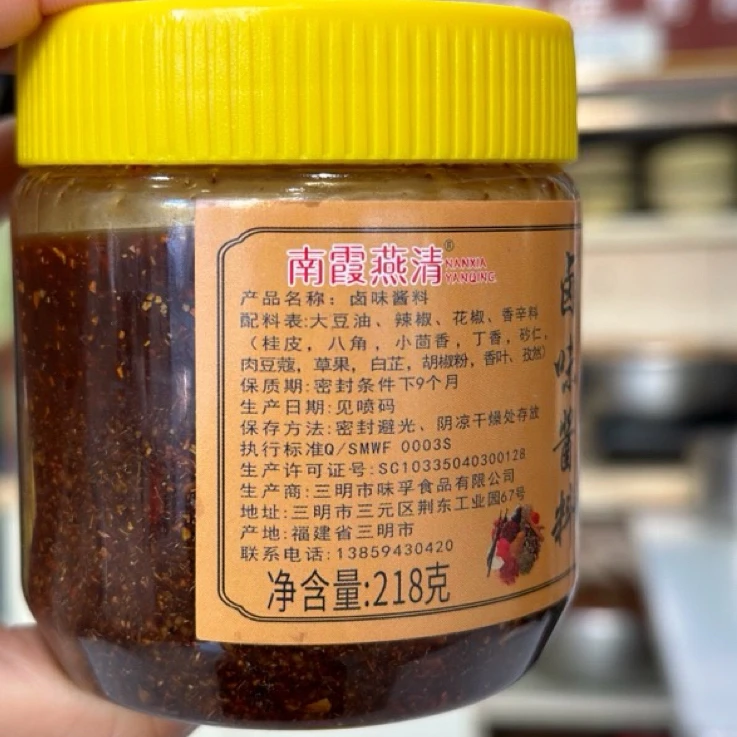 南霞燕清®
NANXIA
YANQING
产品名称：卤味酱料
配料表:大豆油、辣椒、花椒、香辛料
（桂皮，八角，小茴香，丁香，砂仁，
肉豆蔻，草果，白芷，胡椒粉，香叶、孜然）
保质期:密封条件下9个月
生产日期:见喷码
保存方法:密封避光、阴凉干燥处存放
执行标准Q/SMWF 0003S
生产许可证号:SC10335040300128
生产商:三明市味孚食品有限公司
地址:三明市三元区荆东工业园67号
产地:福建省三明市
联系电话:13859430420
净含量:218克
卤味酱料